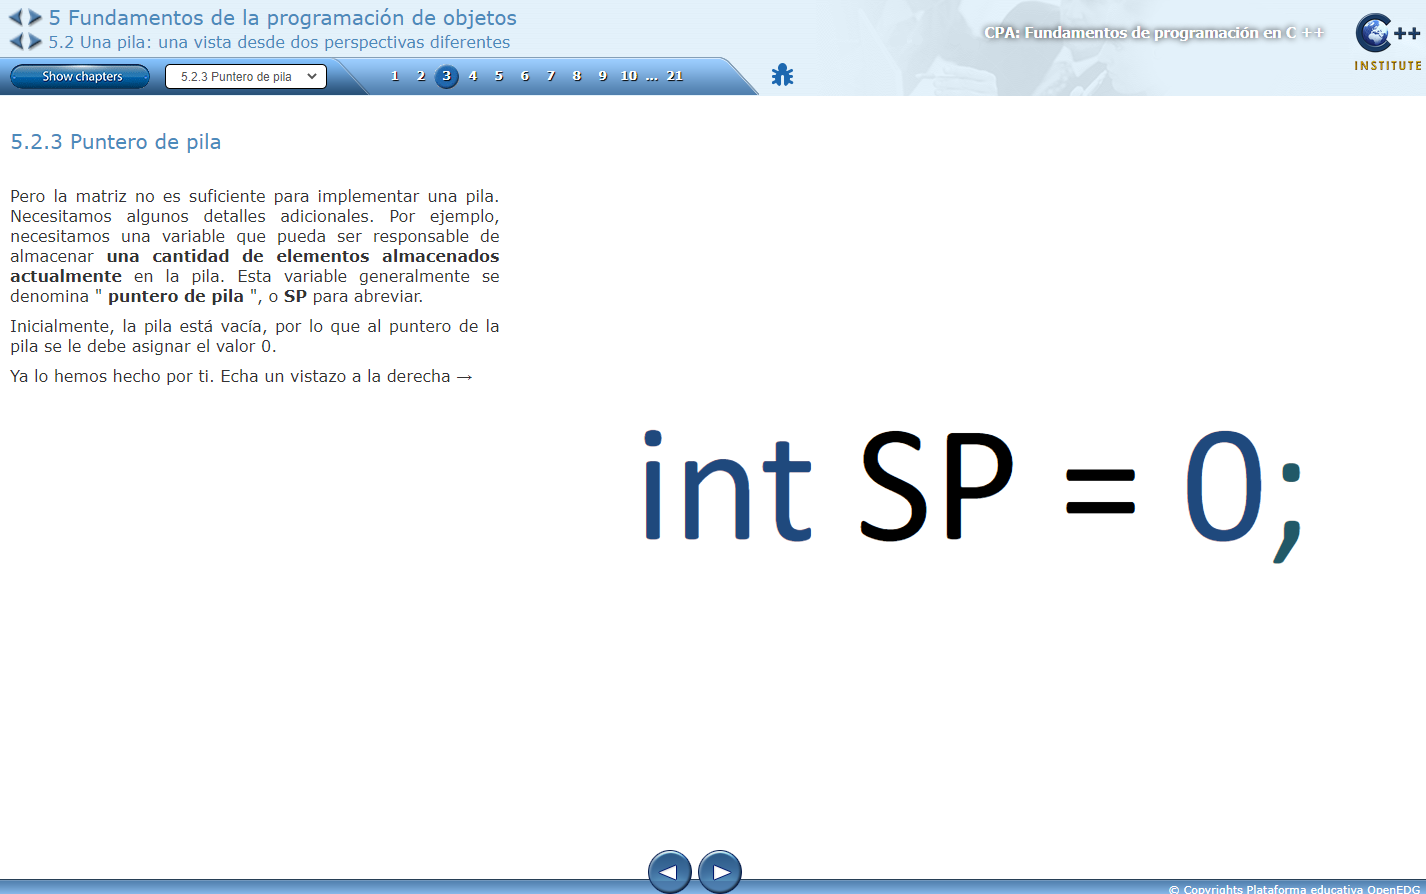 5 Fundamentos de la programación de objetos
5.2 Una pila: una vista desde dos perspectivas diferentes
CPA: Fundamentos de programación en C ++
C++
INSTITUTE
Show chapters
5.2.3 Puntero de pila
1 2 3 4 5 6 7 8 9 10 ... 21
5.2.3 Puntero de pila
Pero la matriz no es suficiente para implementar una pila.
Necesitamos algunos detalles adicionales. Por ejemplo,
necesitamos una variable que pueda ser responsable de
almacenar una cantidad de elementos almacenados
actualmente en la pila. Esta variable generalmente se
denomina " puntero de pila ", o SP para abreviar.
Inicialmente, la pila está vacía, por lo que al puntero de la
pila se le debe asignar el valor 0.
Ya lo hemos hecho por ti. Echa un vistazo a la derecha →
int SP = 0;
© Copyrights Plataforma educativa OpenEDG